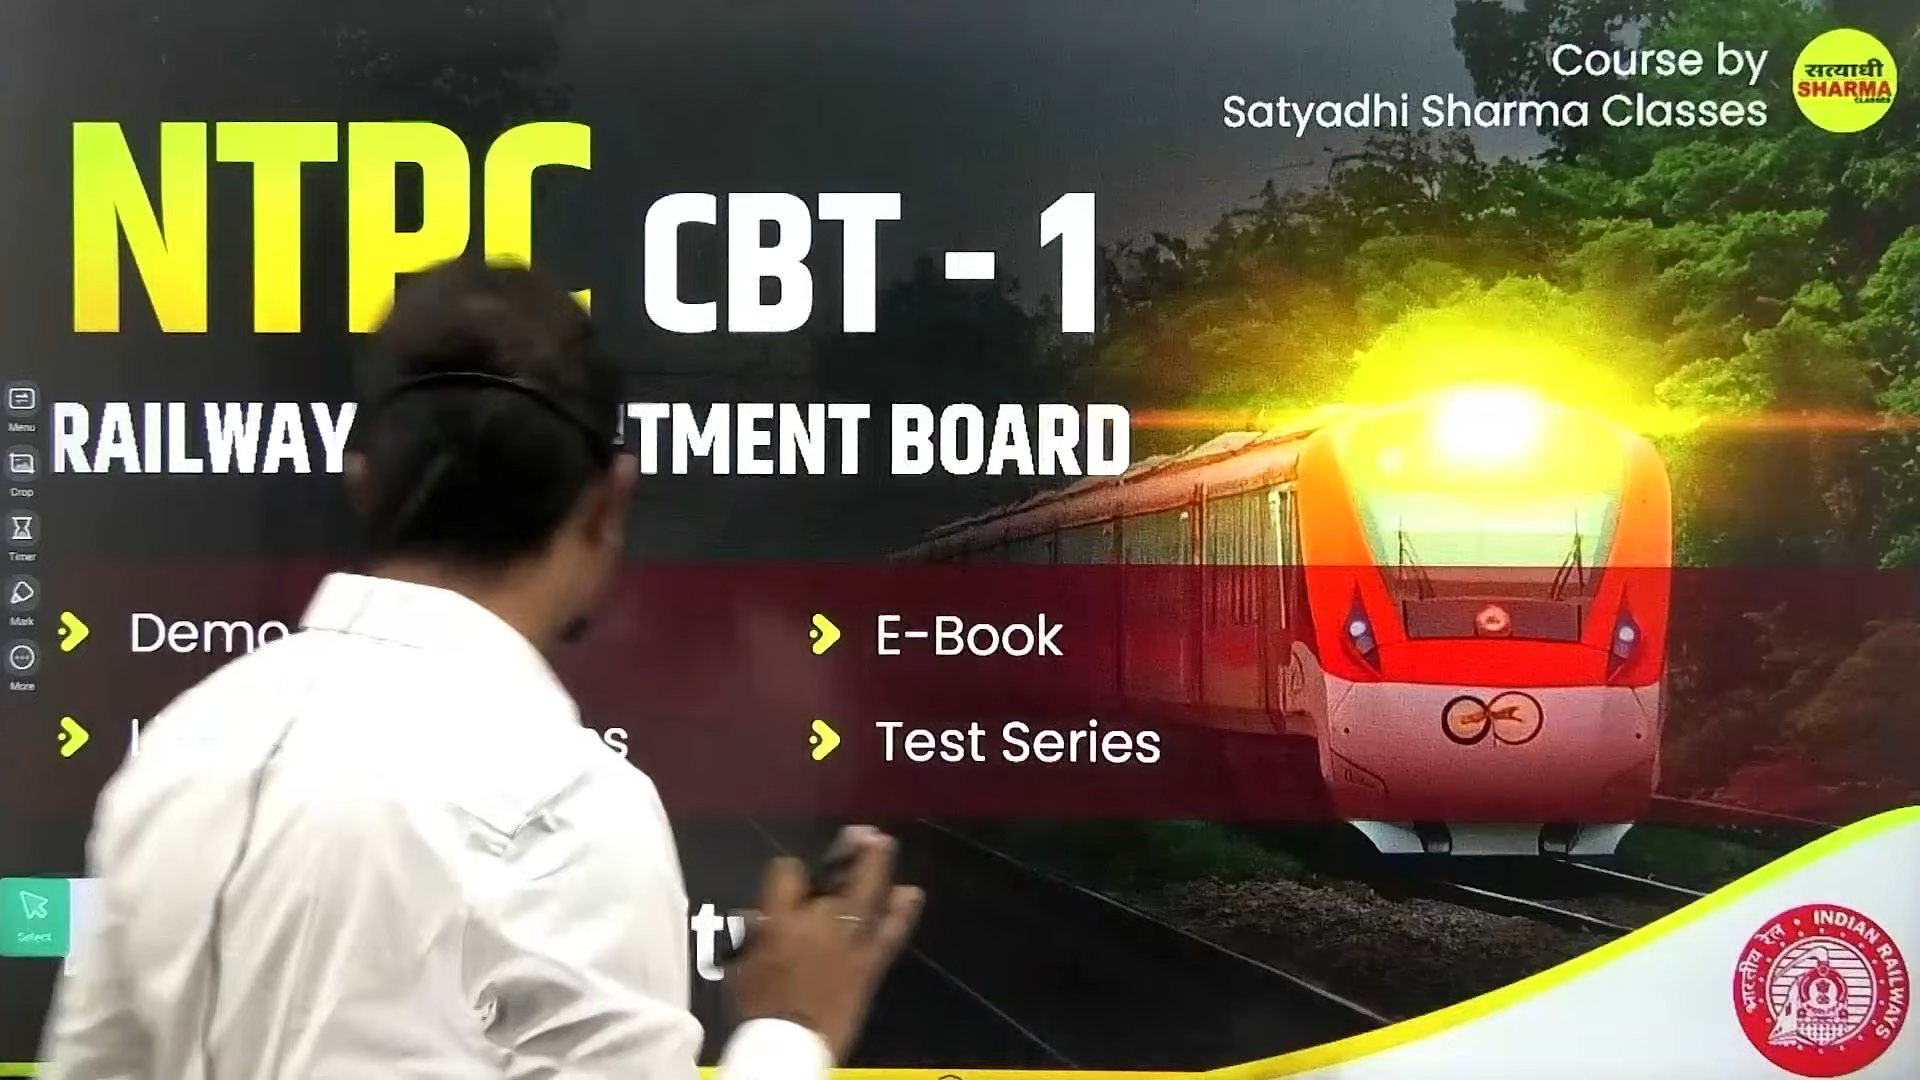 Course by
Satyadhi Sharma Classes
सत्याधी
SHARMA
CLASSES
NTPC CBT - 1
RAILWAY TMENT BOARD
Menu
Crop
Timer
Mark
More
Demo
E-Book
Test Series
Select
भारतीय रेल • INDIAN RAILWAYS